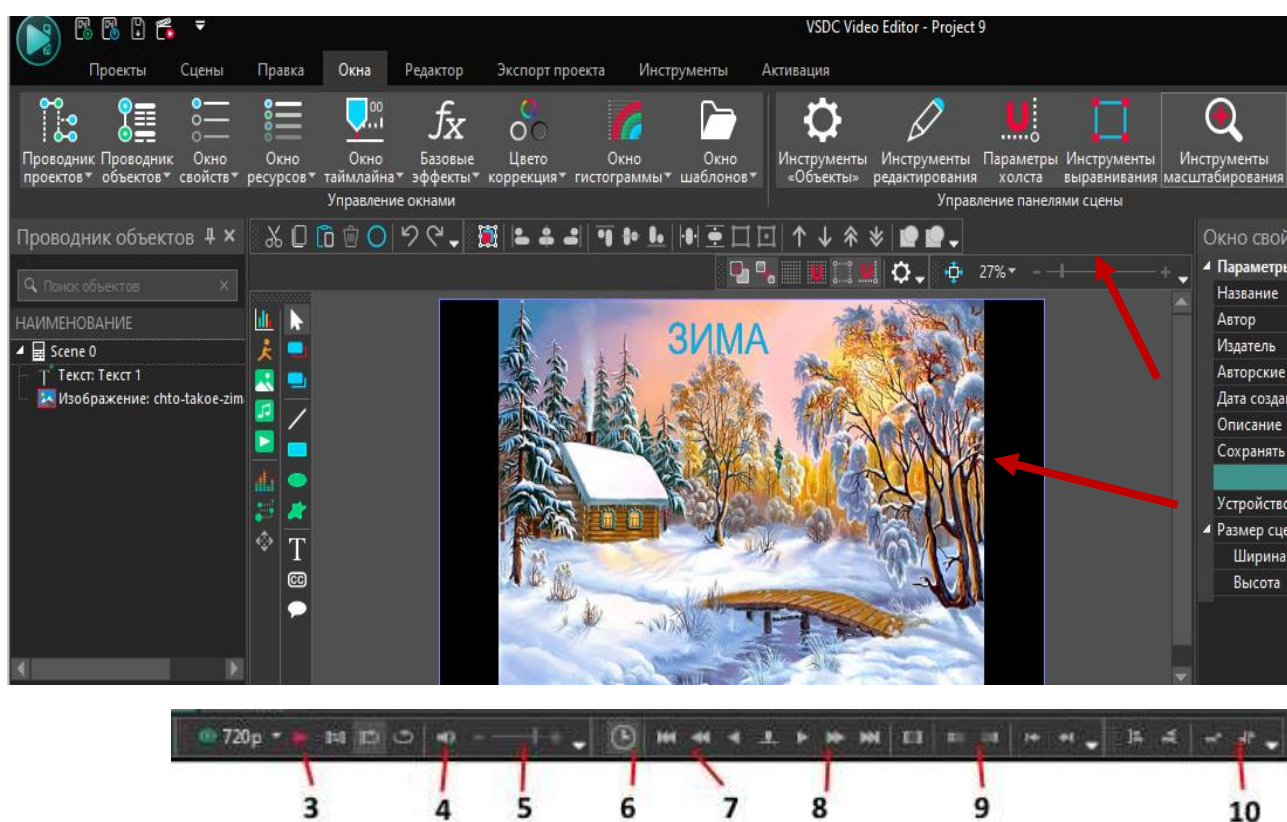 VSDC Video Editor - Project 9
Проекты Сцены Правка Окна Редактор Экспорт проекта Инструменты Активация
Проводник Проводник Окно Окно Окно Базовые Цвето Окно Окно Инструменты Инструменты Параметры Инструменты Инструменты
проектов объектов свойств ресурсов таймлайна эффекты коррекция гистограммы шаблонов «Объекты» редактирования холста выравнивания масштабирования
Управление окнами Управление панелями сцены
Проводник объектов Окно свой
27%
Поиск объектов Параметры
НАИМЕНОВАНИЕ Название
Scene 0 Автор
Текст: Текст 1 Издатель
Изображение: chto-takoe-zim Авторские
Дата созда
Описание
Сохранять
Устройство
Размер сце
Ширина
Высота
ЗИМА
T
CC
720p
3 4 5 6 7 8 9 10